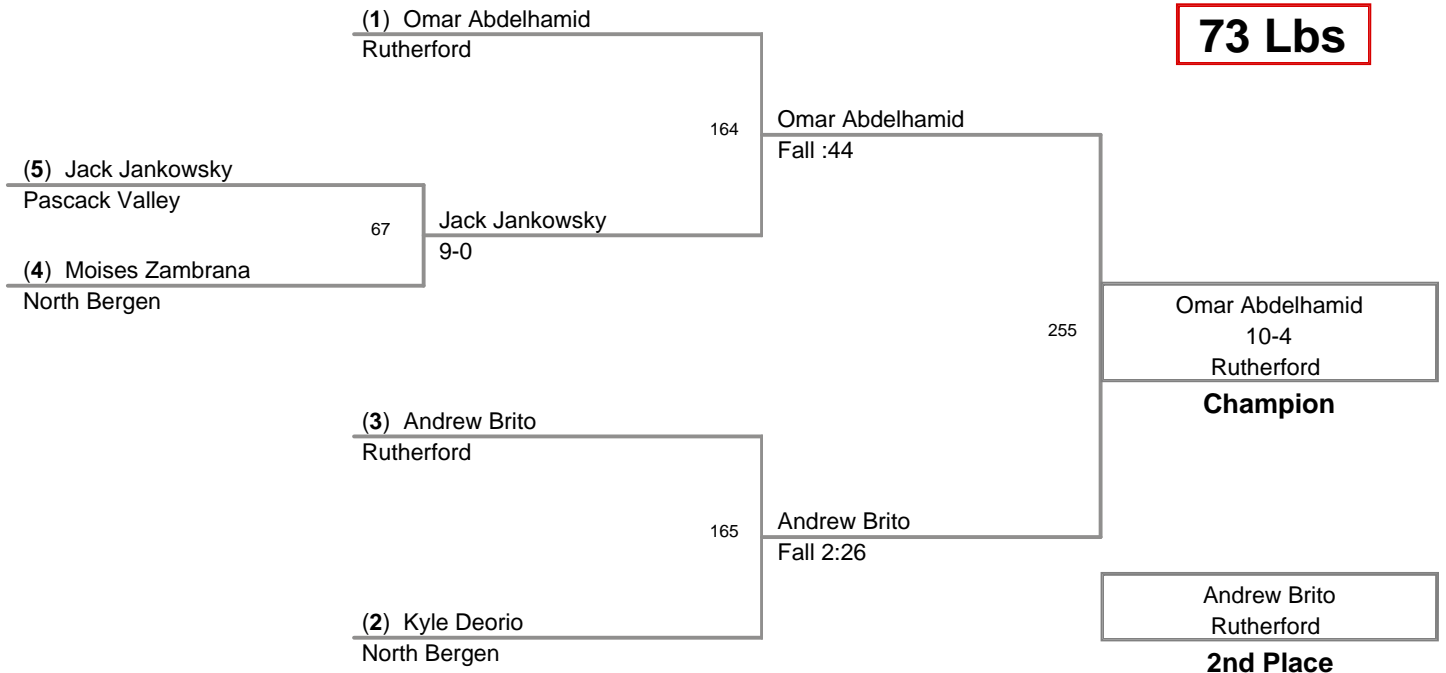 (1) Omar Abdelhamid
Rutherford
73 Lbs
164
Omar Abdelhamid
Fall :44
(5) Jack Jankowsky
Pascack Valley
67
Jack Jankowsky
9-0
(4) Moises Zambrana
North Bergen
255
Omar Abdelhamid
10-4
Rutherford
Champion
(3) Andrew Brito
Rutherford
165
Andrew Brito
Fall 2:26
(2) Kyle Deorio
North Bergen
Andrew Brito
Rutherford
2nd Place